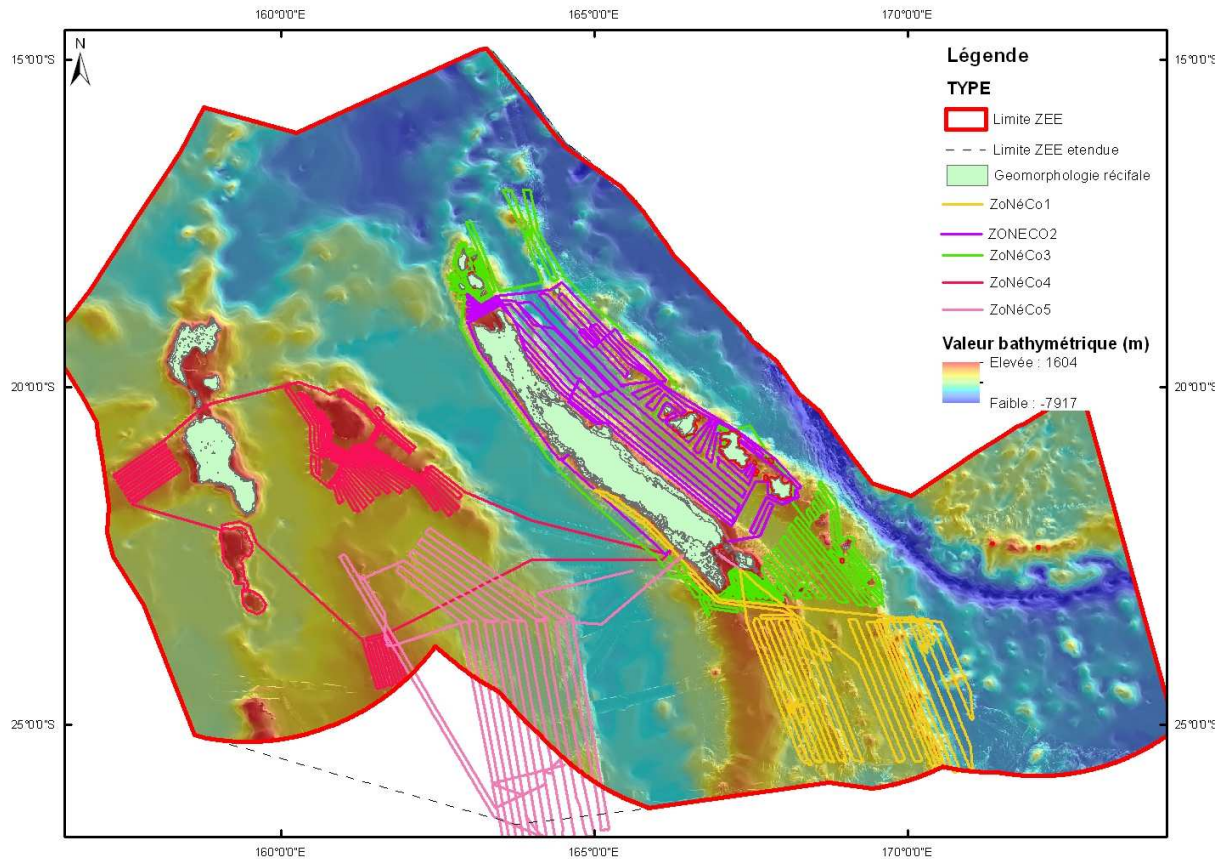 160°0'0"E 165°0'0"E 170°0'0"E
15°0'0"S 15°0'0"S
N
Légende
TYPE
Limite ZEE
Limite ZEE etendue
Geomorphologie récifale
ZoNéCo1
ZONECO2
ZoNéCo3
ZoNéCo4
ZoNéCo5
Valeur bathymétrique (m)
Elevée : 1604
Faible : -7917
20°0'0"S 20°0'0"S
25°0'0"S 25°0'0"S
160°0'0"E 165°0'0"E 170°0'0"E